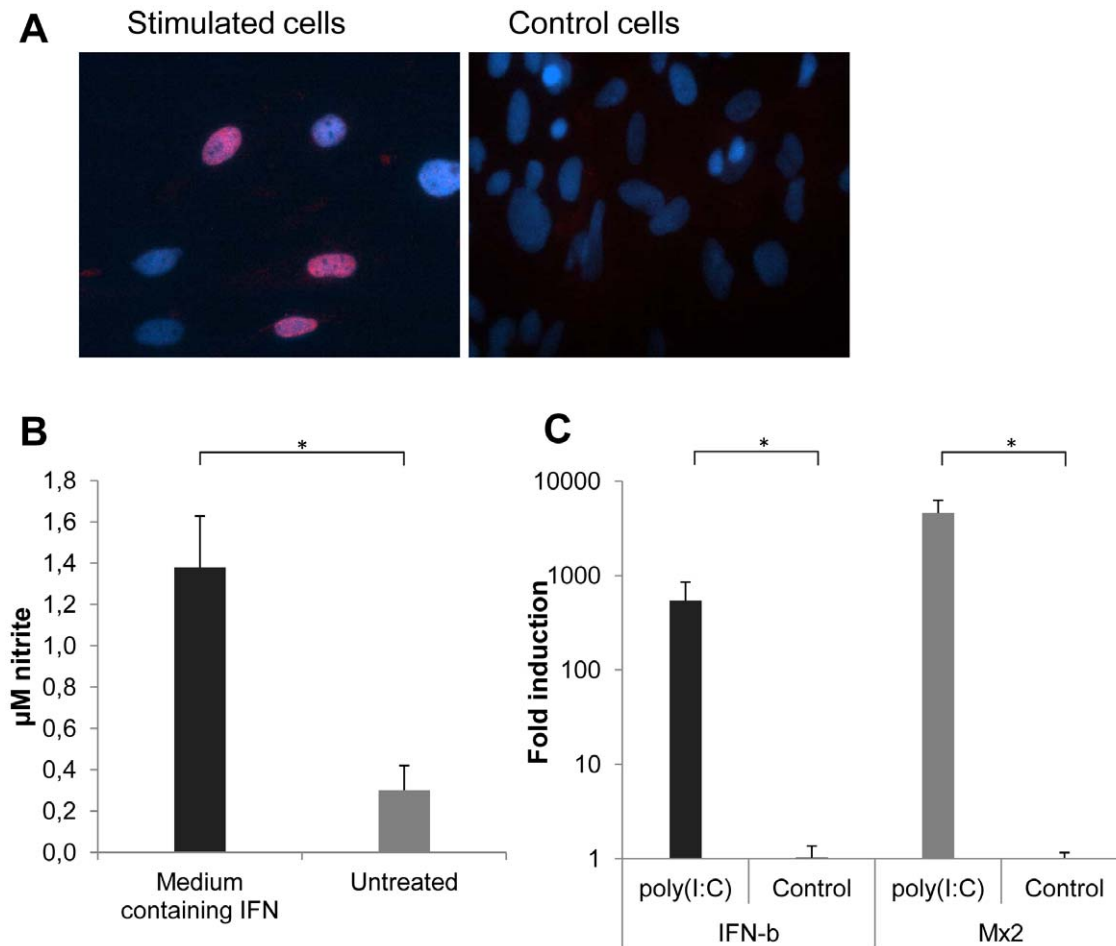 A
Stimulated cells
Control cells
B
*
µM nitrite
1,8
1,6
1,4
1,2
1,0
0,8
0,6
0,4
0,2
0,0
Medium
containing IFN
Untreated
C
*
*
Fold induction
10000
1000
100
10
1
poly(I:C)
Control
poly(I:C)
Control
IFN-b
Mx2